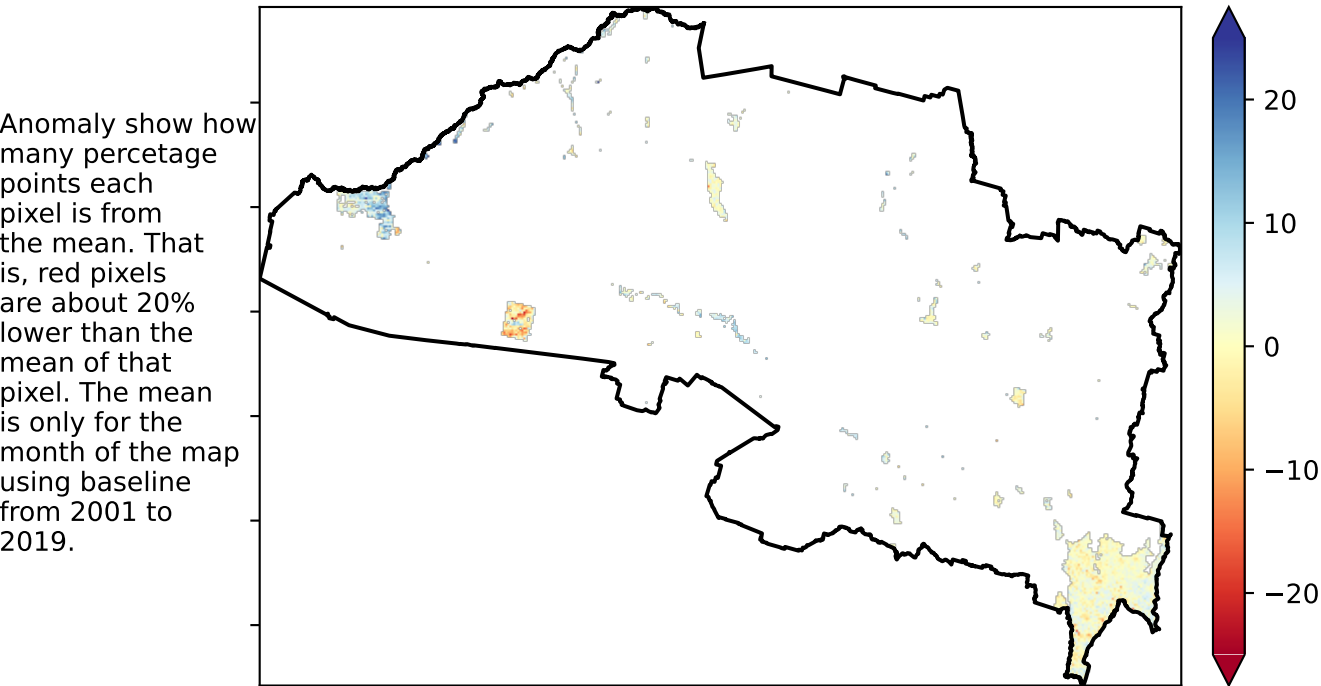 Anomaly show how
many percetage
points each
pixel is from
the mean. That
is, red pixels
are about 20%
lower than the
mean of that
pixel. The mean
is only for the
month of the map
using baseline
from 2001 to
2019.
20
10
0
−10
−20